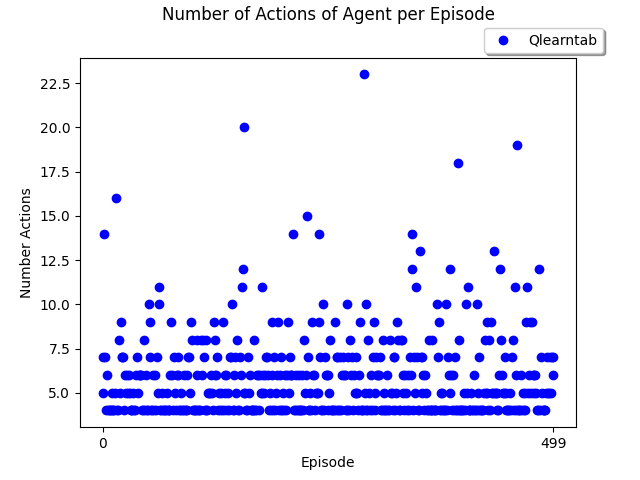 Number of Actions of Agent per Episode
Qlearntab
22.5
20.0
17.5
15.0
12.5
10.0
7.5
5.0
Number Actions
0 499
Episode